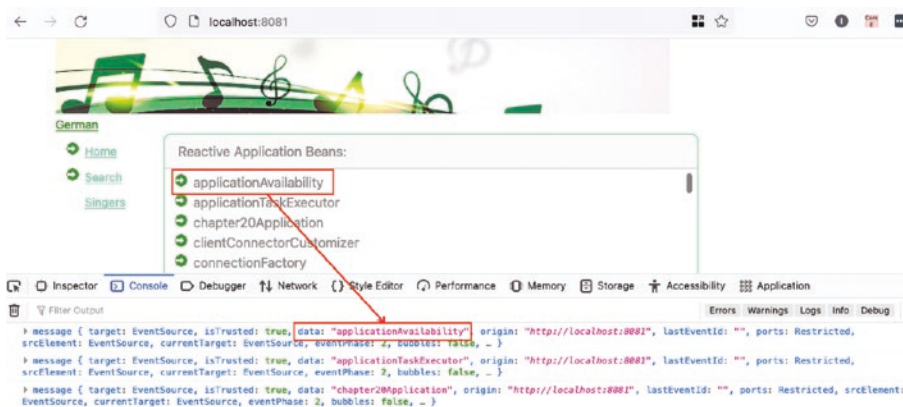 localhost:8081
German
Home
Search
Singers
Reactive Application Beans:
applicationAvailability
applicationTaskExecutor
chapter20Application
clientConnectorCustomizer
connectionFactory
Inspector Console Debugger Network {} Style Editor Performance Memory Storage Accessibility Application
Filter Output Errors Warnings Logs Info Debug
message { target: EventSource, isTrusted: true, data: "applicationAvailability", origin: "http://localhost:8081", lastEventId: "", ports: Restricted,
srcElement: EventSource, currentTarget: EventSource, eventPhase: 2, bubbles: false, … }
message { target: EventSource, isTrusted: true, data: "applicationTaskExecutor", origin: "http://localhost:8081", lastEventId: "", ports: Restricted,
srcElement: EventSource, currentTarget: EventSource, eventPhase: 2, bubbles: false, … }
message { target: EventSource, isTrusted: true, data: "chapter20Application", origin: "http://localhost:8081", lastEventId: "", ports: Restricted, srcElement:
EventSource, currentTarget: EventSource, eventPhase: 2, bubbles: false, … }